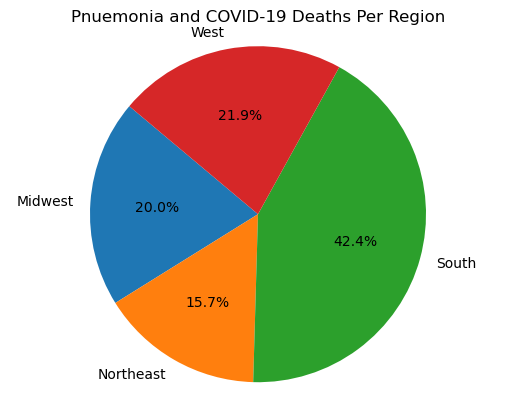 Pnuemonia and COVID-19 Deaths Per Region
West
21.9%
Midwest
20.0%
42.4%
South
15.7%
Northeast